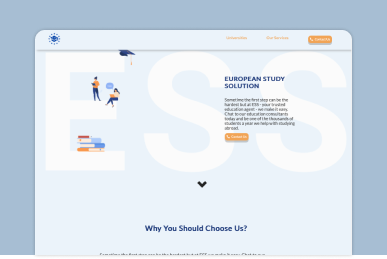 Universities
Our Services
Contact Us
ESS
EUROPEAN STUDY
SOLUTION
Sometime the first step can be the
hardest but at ESS - your trusted
education agent - we make it easy.
Chat to our education consultants
today and be one of the thousands of
students a year we help with studying
abroad.
Contact Us
Why You Should Choose Us?